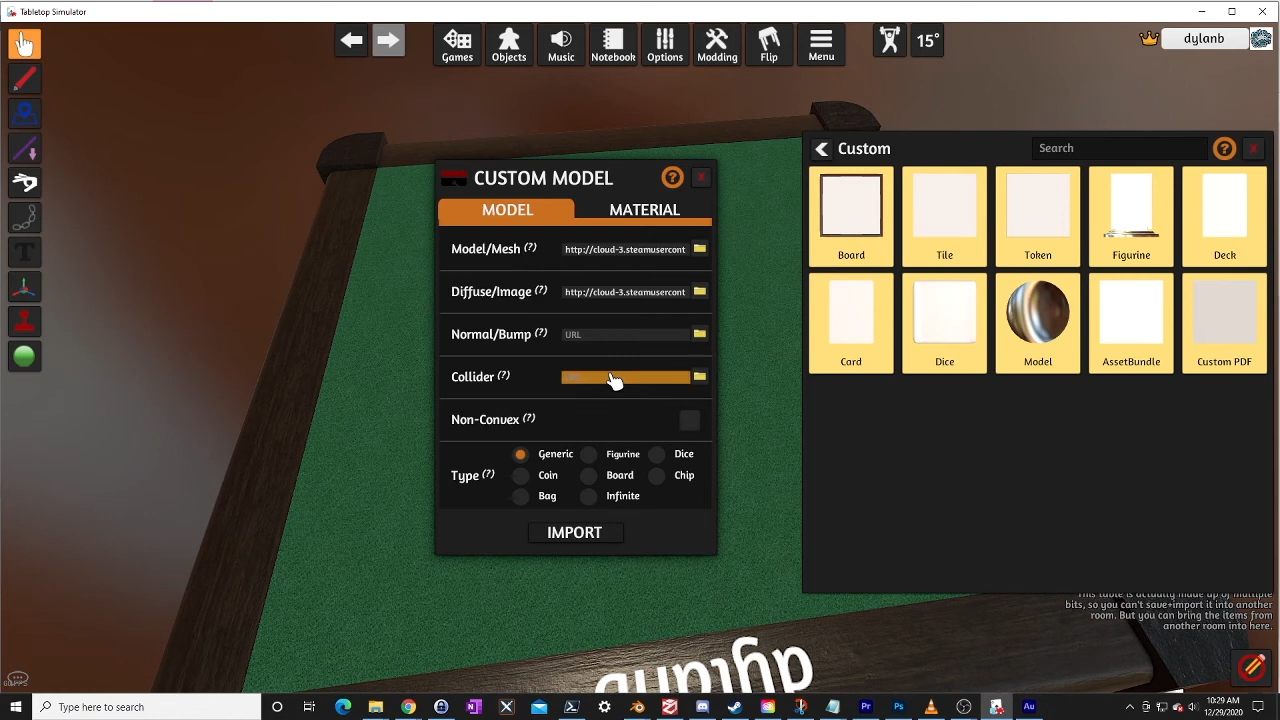 Tabletop Simulator
Games Objects Music Notebook Options Modding Flip Menu 15° dylanb
Custom Search ?
Board Tile Token Figurine Deck
Card Dice Model AssetBundle Custom PDF
CUSTOM MODEL ? X
MODEL MATERIAL
Model/Mesh (?) http://cloud-3.steamusercont
Diffuse/Image (?) http://cloud-3.steamusercont
Normal/Bump (?) URL
Collider (?)
Non-Convex (?)
Generic Figurine Dice
Type (?) Coin Board Chip
Bag Infinite
IMPORT
This table is actually made up of multiple
bits, so you can't save+import it into another
room. But you can bring the items from
another room into here.
dylanb
Type here to search
10:29 AM
12/29/2020